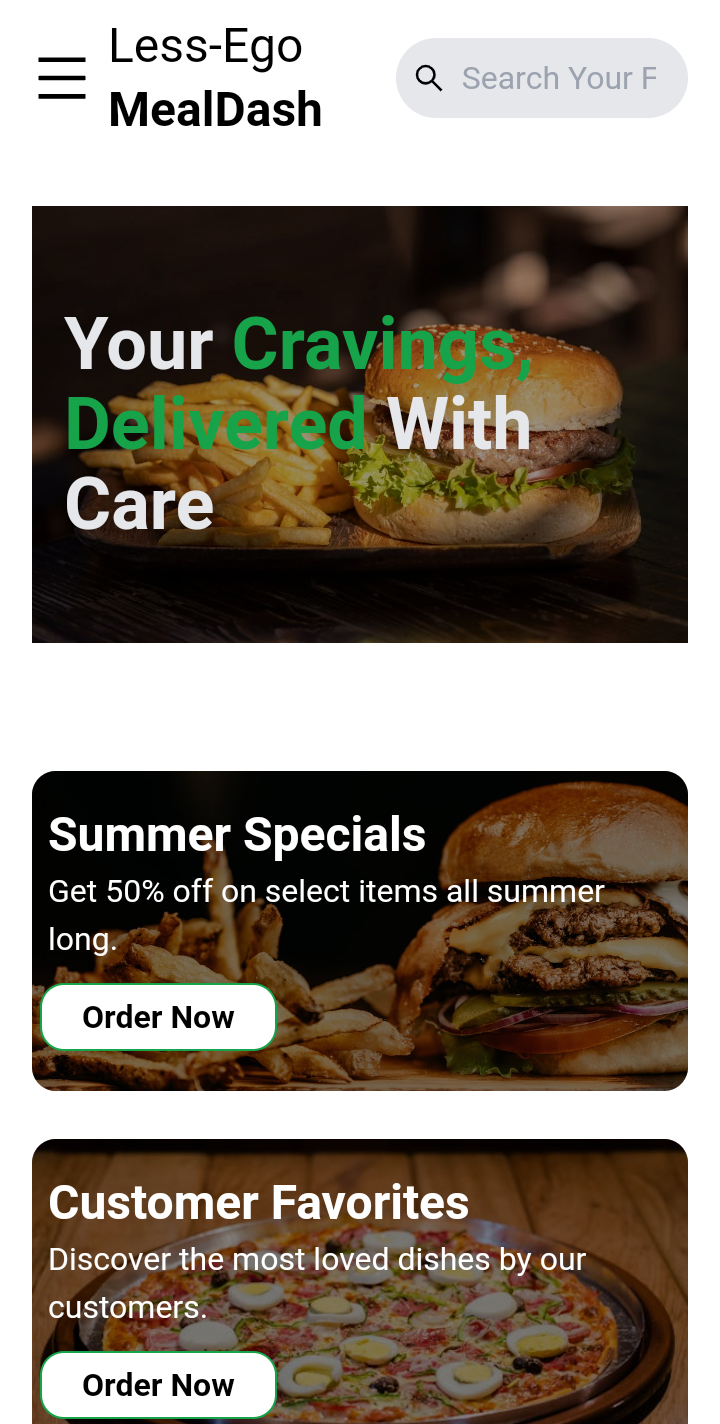 Less-Ego
MealDash
Search Your F
Your Cravings,
Delivered With
Care
Summer Specials
Get 50% off on select items all summer
long.
Order Now
Customer Favorites
Discover the most loved dishes by our
customers.
Order Now